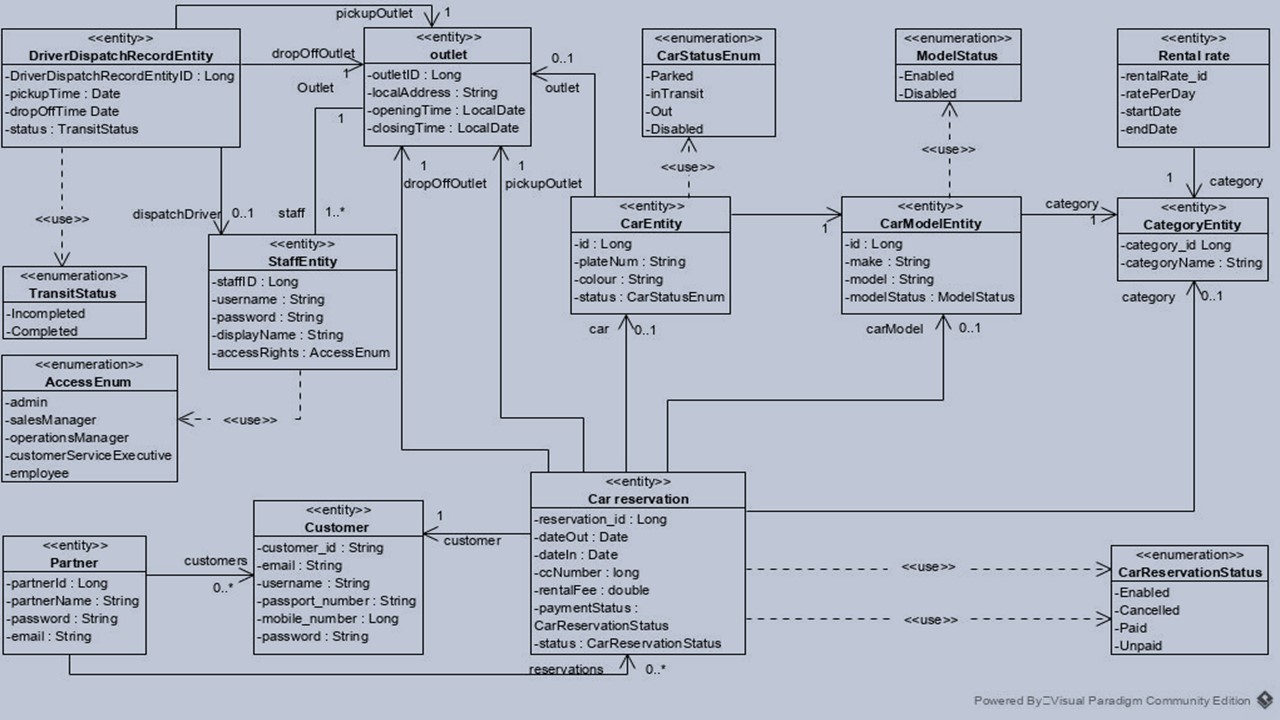 pickupOutlet
1
<<entity>>
DriverDispatchRecordEntity
-DriverDispatchRecordEntityID : Long
-pickupTime : Date
-dropOffTime Date
-status : TransitStatus
dropOffOutlet
1
Outlet
<<entity>>
outlet
-outletID : Long
-localAddress : String
-openingTime : LocalDate
-closingTime : LocalDate
0..1
outlet
<<enumeration>>
CarStatusEnum
-Parked
-inTransit
-Out
-Disabled
<<enumeration>>
ModelStatus
-Enabled
-Disabled
<<entity>>
Rental rate
-rentalRate_id
-ratePerDay
-startDate
-endDate
1
1
dropOffOutlet
1
pickupOutlet
<<use>>
<<use>>
1
category
<<use>>
dispatchDriver
0..1
staff
1..*
<<entity>>
CarEntity
-id : Long
-plateNum : String
-colour : String
-status : CarStatusEnum
1
<<entity>>
CarModelEntity
-id : Long
-make : String
-model : String
-modelStatus : ModelStatus
category
1
<<entity>>
CategoryEntity
-category_id Long
-categoryName : String
<<enumeration>>
TransitStatus
-Incompleted
-Completed
<<entity>>
StaffEntity
-staffID : Long
-username : String
-password : String
-displayName : String
-accessRights : AccessEnum
car
0..1
carModel
0..1
category
0..1
<<enumeration>>
AccessEnum
-admin
-salesManager
-operationsManager
-customerServiceExecutive
-employee
<<use>>
<<entity>>
Partner
-partnerId : Long
-partnerName : String
-password : String
-email : String
customers
0..*
<<entity>>
Customer
-customer_id : String
-email : String
-username : String
-passport_number : String
-mobile_number : Long
-password : String
1
customer
<<entity>>
Car reservation
-reservation_id : Long
-dateOut : Date
-dateIn : Date
-ccNumber : long
-rentalFee : double
-paymentStatus :
CarReservationStatus
-status : CarReservationStatus
<<use>>
<<use>>
<<enumeration>>
CarReservationStatus
-Enabled
-Cancelled
-Paid
-Unpaid
reservations
0..*
Powered By Visual Paradigm Community Edition